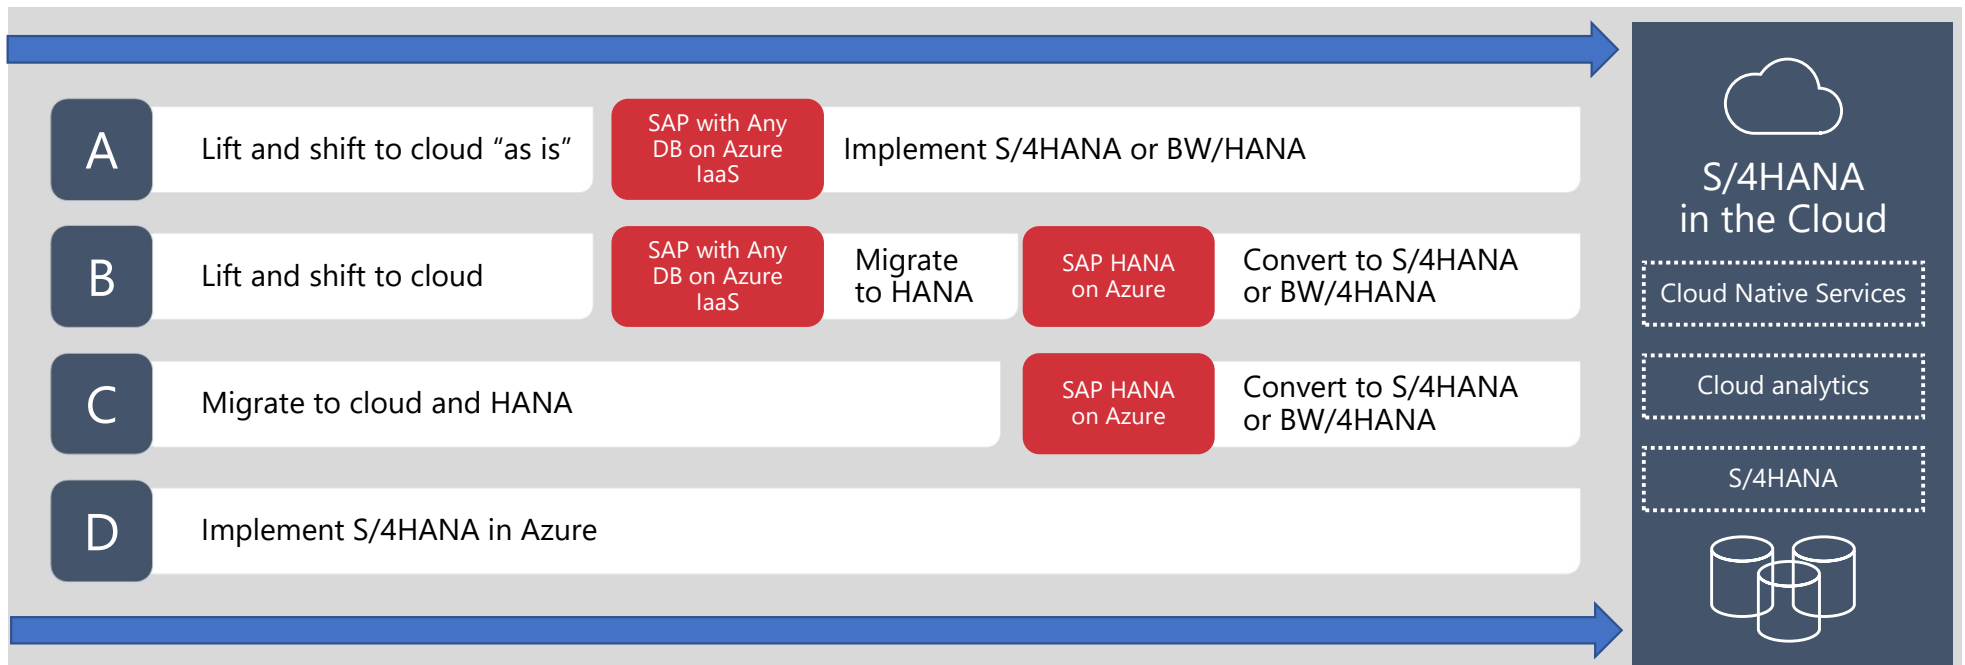 A
Lift and shift to cloud “as is”
SAP with Any
DB on Azure
IaaS
Implement S/4HANA or BW/HANA
B
Lift and shift to cloud
SAP with Any
DB on Azure
IaaS
Migrate
to HANA
SAP HANA
on Azure
Convert to S/4HANA
or BW/4HANA
C
Migrate to cloud and HANA
SAP HANA
on Azure
Convert to S/4HANA
or BW/4HANA
D
Implement S/4HANA in Azure
S/4HANA
in the Cloud
Cloud Native Services
Cloud analytics
S/4HANA